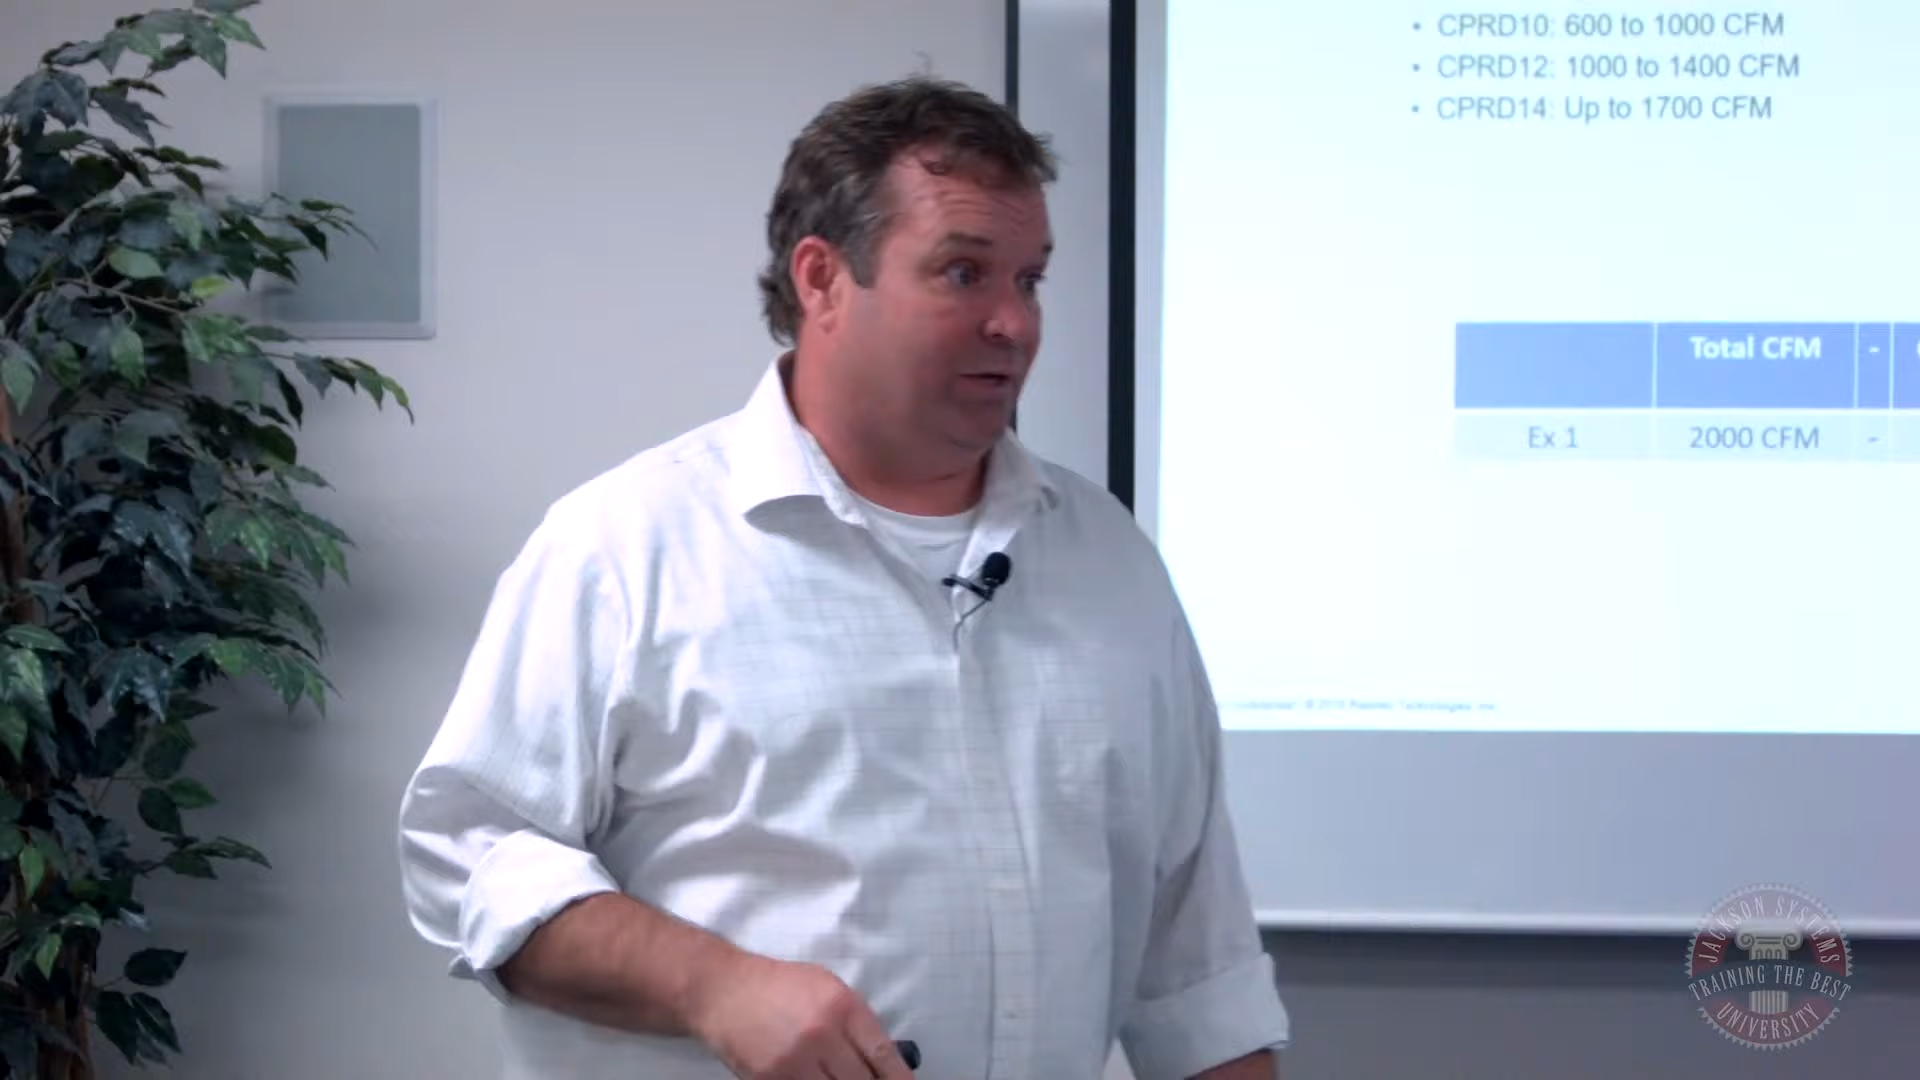 • CPRD10: 600 to 1000 CFM
• CPRD12: 1000 to 1400 CFM
• CPRD14: Up to 1700 CFM
Total CFM -
Ex 1 2000 CFM -
JACKSON SYSTEMS
TRAINING THE BEST
UNIVERSITY